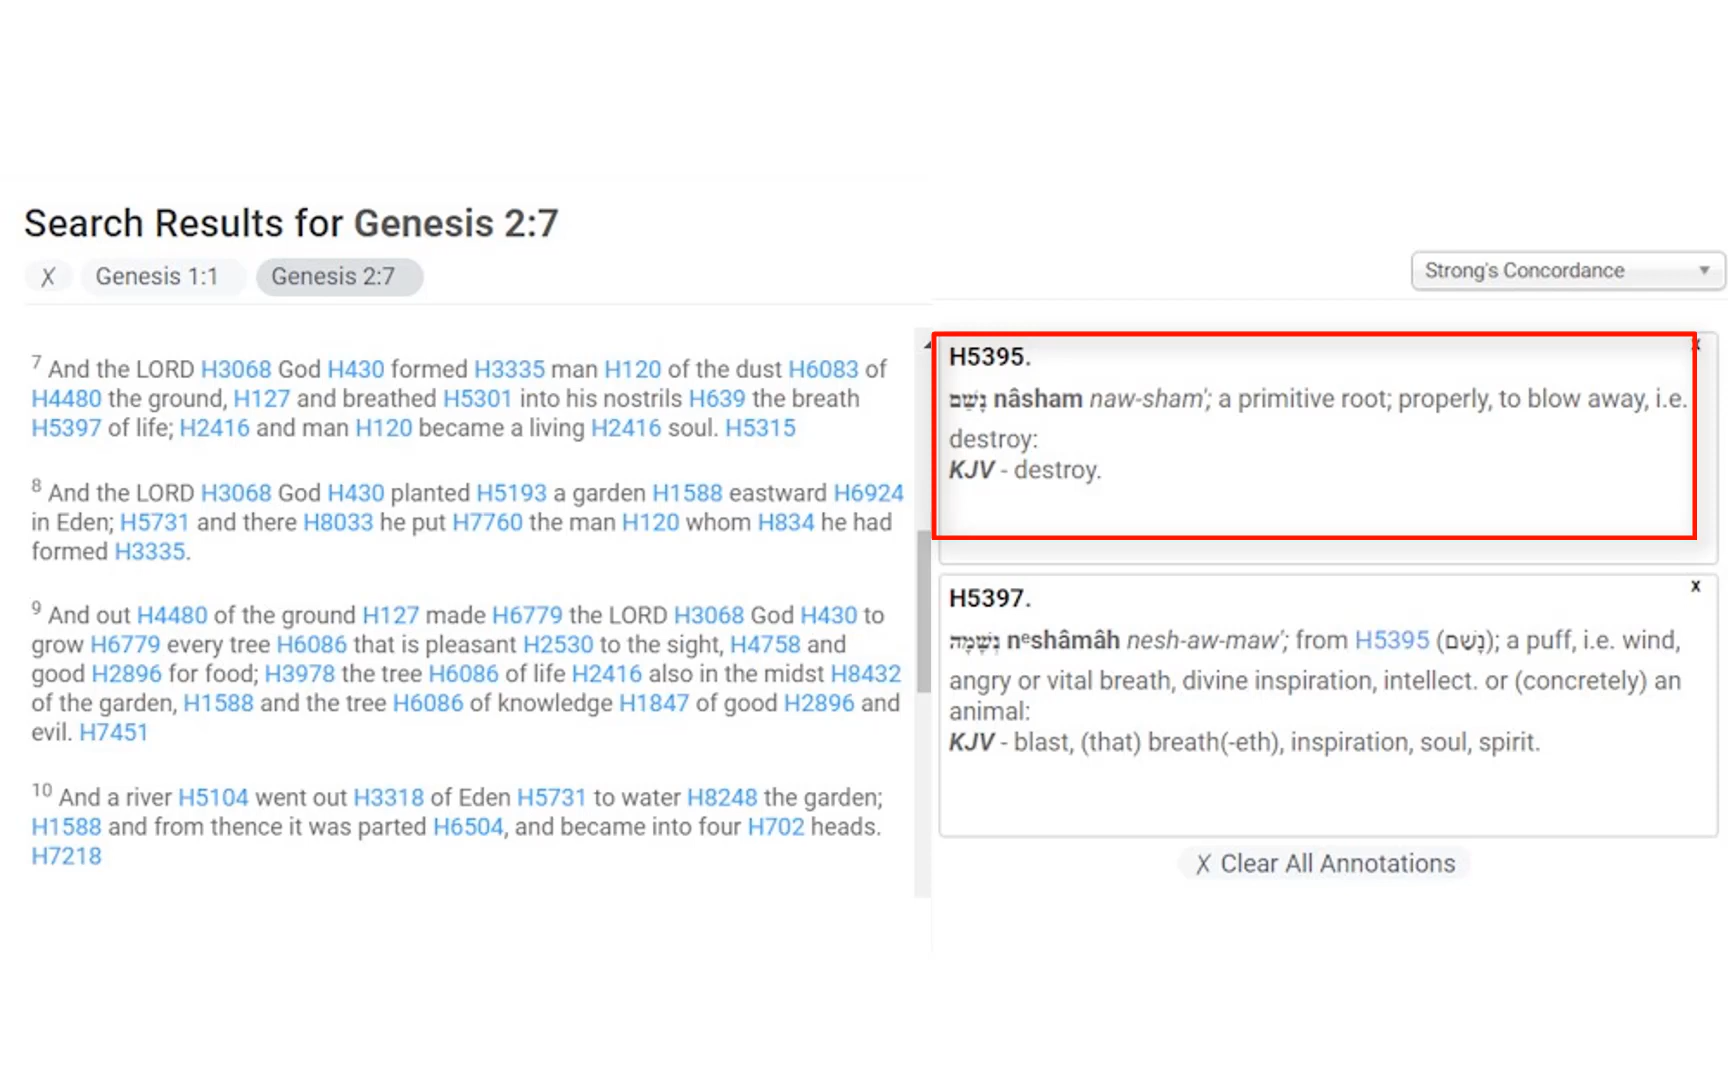 Search Results for Genesis 2:7
X Genesis 1:1 Genesis 2:7
Strong's Concordance
7 And the LORD H3068 God H430 formed H3335 man H120 of the dust H6083 of
H4480 the ground, H127 and breathed H5301 into his nostrils H639 the breath
H5397 of life; H2416 and man H120 became a living H2416 soul. H5315
8 And the LORD H3068 God H430 planted H5193 a garden H1588 eastward H6924
in Eden; H5731 and there H8033 he put H7760 the man H120 whom H834 he had
formed H3335.
9 And out H4480 of the ground H127 made H6779 the LORD H3068 God H430 to
grow H6779 every tree H6086 that is pleasant H2530 to the sight, H4758 and
good H2896 for food; H3978 the tree H6086 of life H2416 also in the midst H8432
of the garden, H1588 and the tree H6086 of knowledge H1847 of good H2896 and
evil. H7451
10 And a river H5104 went out H3318 of Eden H5731 to water H8248 the garden;
H1588 and from thence it was parted H6504, and became into four H702 heads.
H7218
x
H5395.
נָשַׁם nâsham naw-sham'; a primitive root; properly, to blow away, i.e.
destroy:
KJV - destroy.
x
H5397.
נְשָׁמָה nᵉshâmâh nesh-aw-maw'; from H5395 (נָשַׁם); a puff, i.e. wind,
angry or vital breath, divine inspiration, intellect. or (concretely) an
animal:
KJV - blast, (that) breath(-eth), inspiration, soul, spirit.
X Clear All Annotations